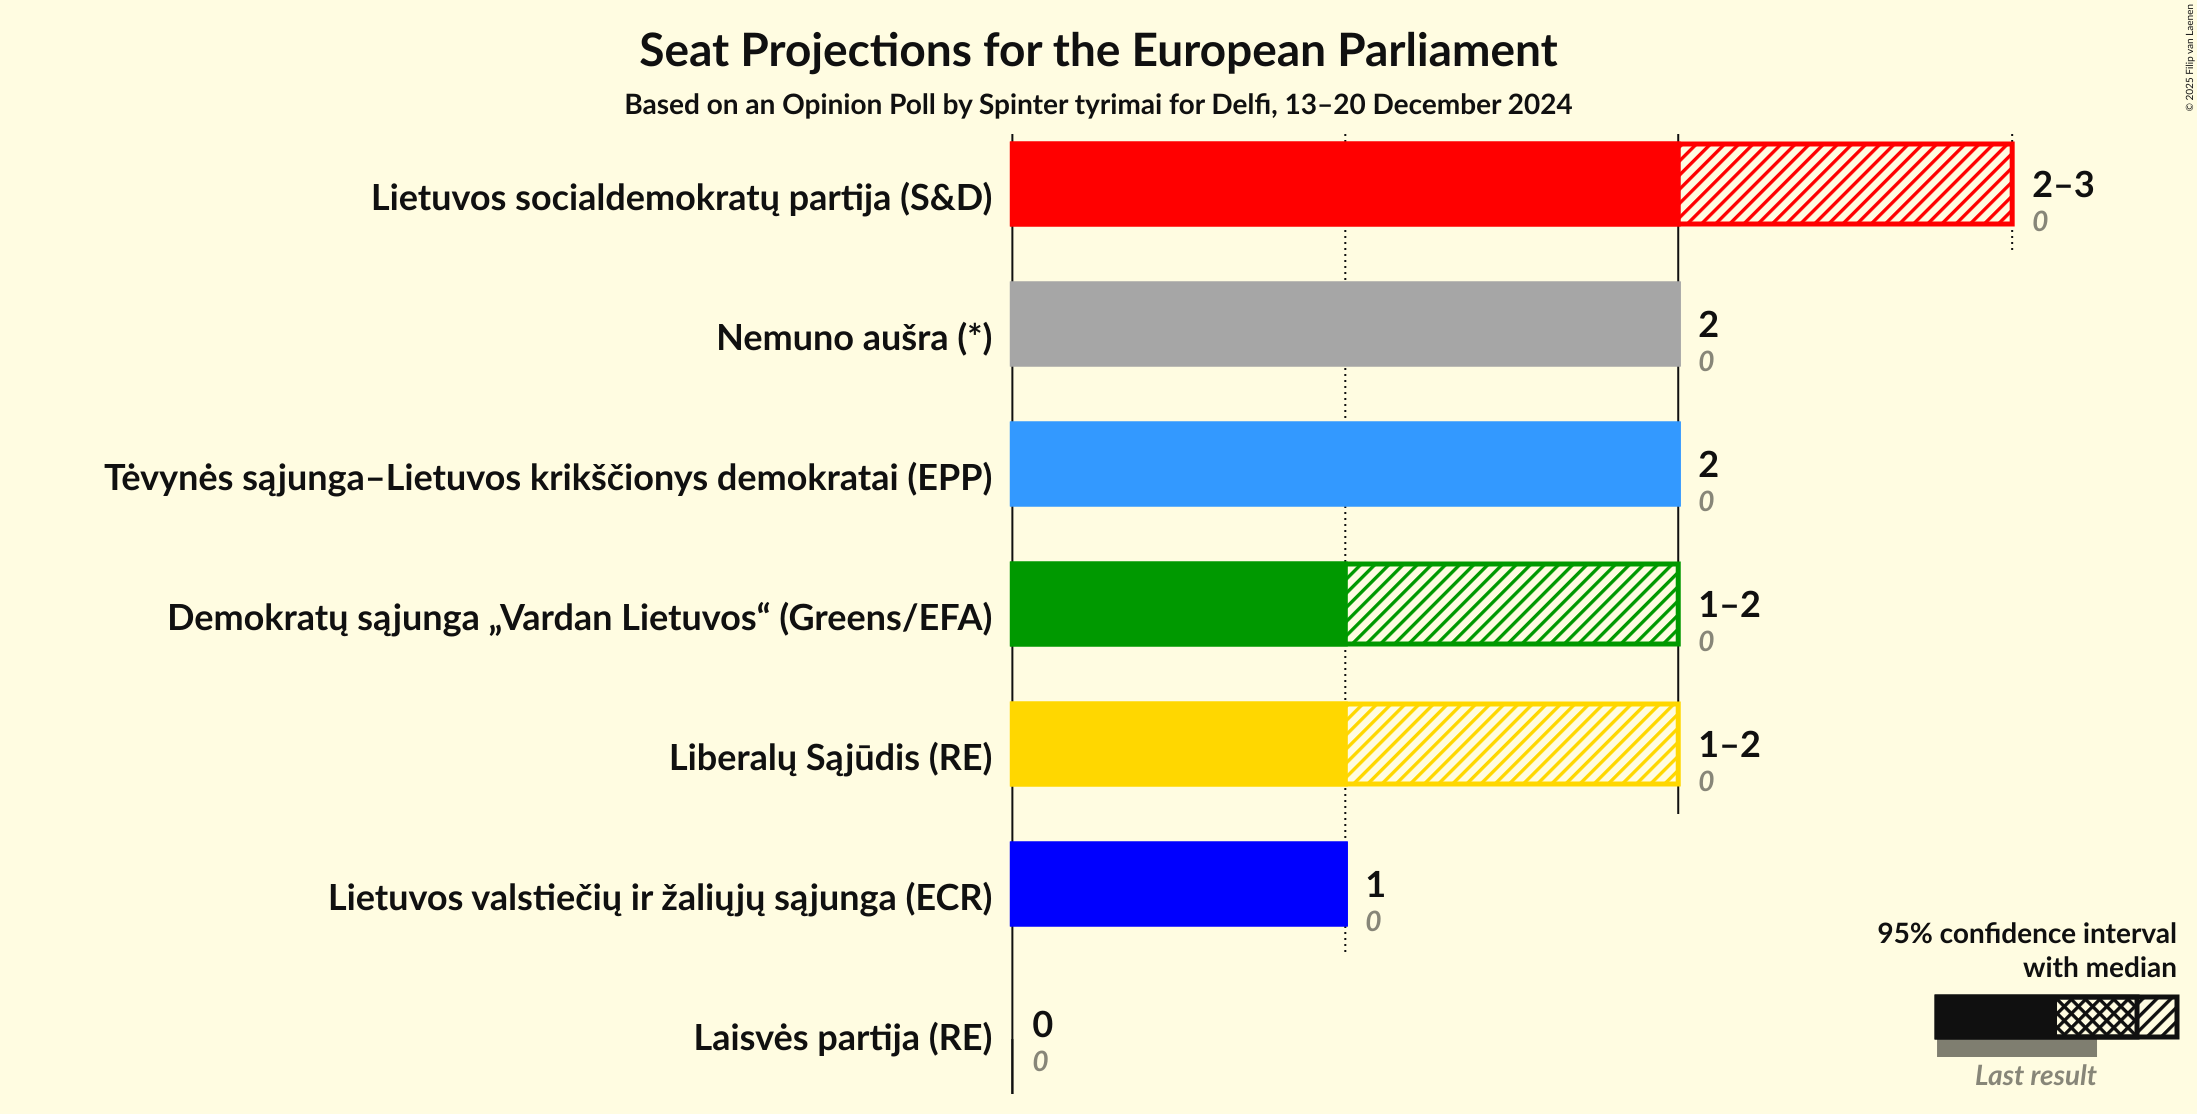 Seat Projections for the European Parliament
Based on an Opinion Poll by Spinter tyrimai for Delfi, 13–20 December 2024
© 2025 Filip van Laenen
Lietuvos socialdemokratų partija (S&D)
2–3
0
Nemuno aušra (*)
2
0
Tėvynės sąjunga–Lietuvos krikščionys demokratai (EPP)
2
0
Demokratų sąjunga „Vardan Lietuvos“ (Greens/EFA)
1–2
0
Liberalų Sąjūdis (RE)
1–2
0
Lietuvos valstiečių ir žaliųjų sąjunga (ECR)
1
0
Laisvės partija (RE)
0
0
95% confidence interval
with median
Last result